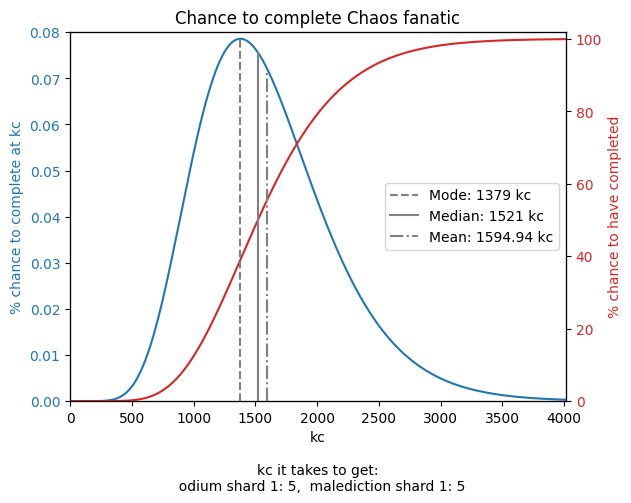 Chance to complete Chaos fanatic
% chance to complete at kc
0.08
0.07
0.06
0.05
0.04
0.03
0.02
0.01
0.00
100
80
60
40
20
0
% chance to have completed
Mode: 1379 kc
Median: 1521 kc
Mean: 1594.94 kc
0 500 1000 1500 2000 2500 3000 3500 4000
kc
kc it takes to get:
odium shard 1: 5, malediction shard 1: 5